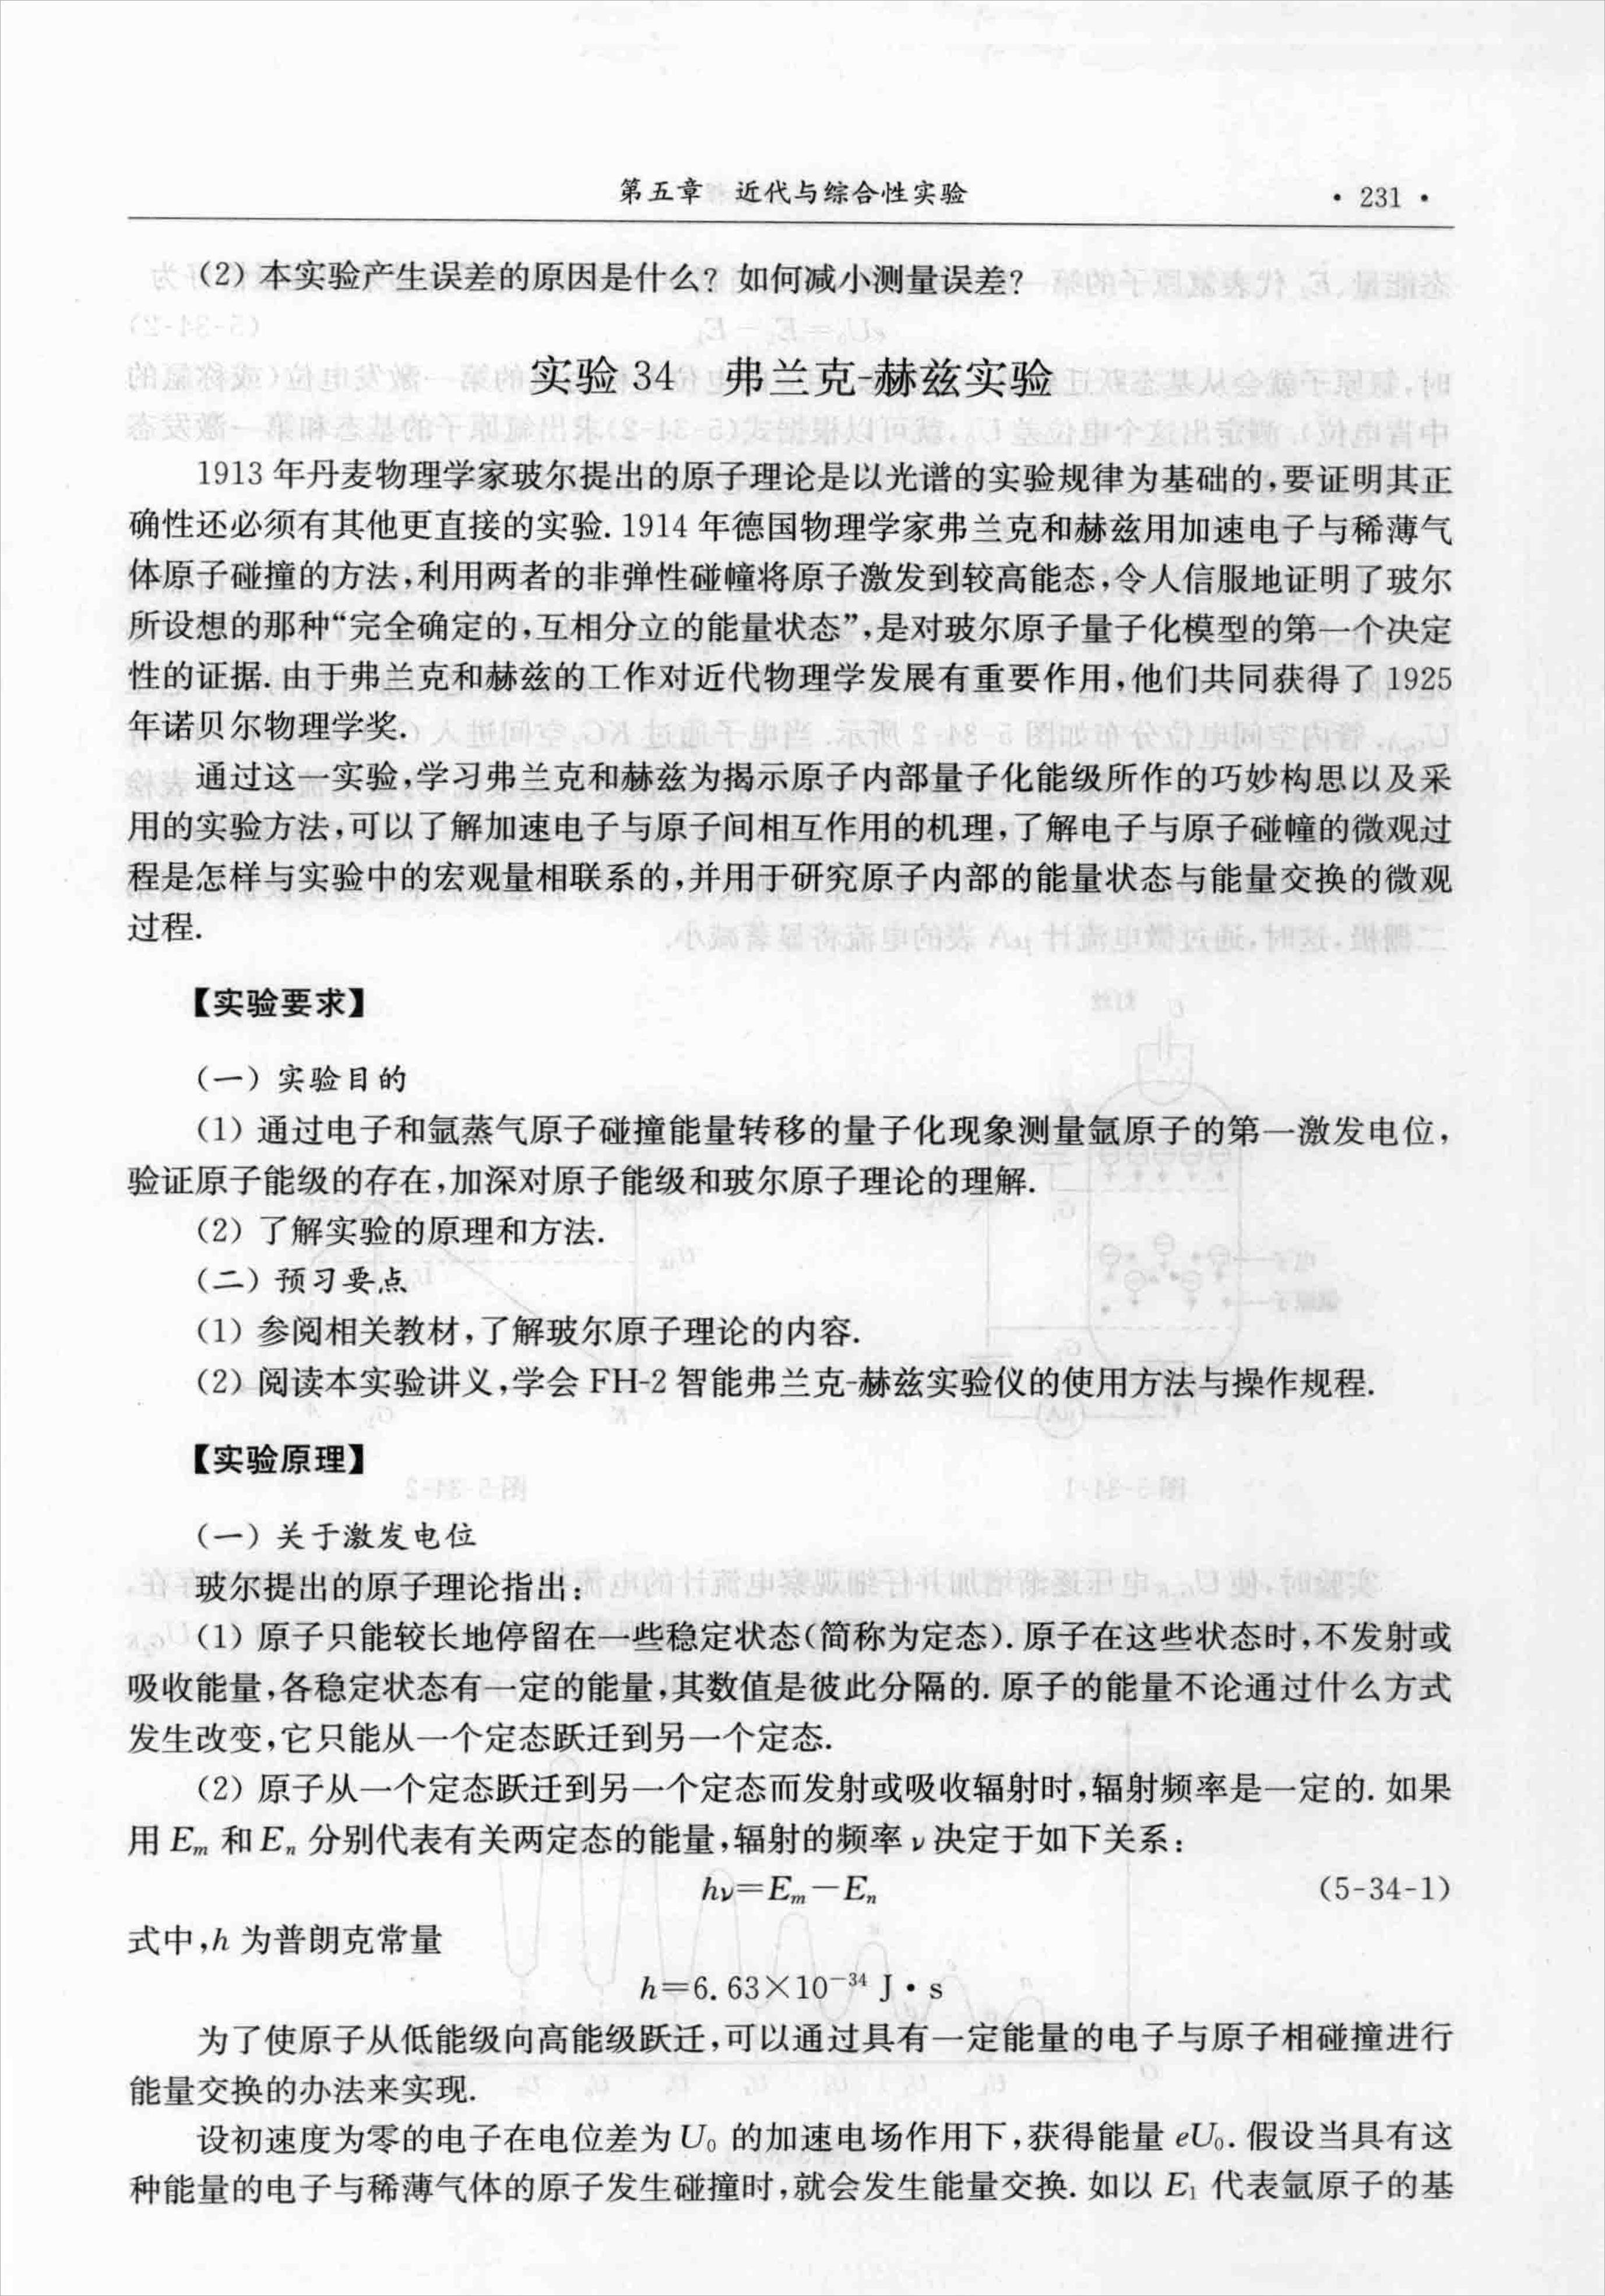 第五章 近代与综合性实验 · 231 ·
(2) 本实验产生误差的原因是什么? 如何减小测量误差?
实验 34 弗兰克-赫兹实验
1913 年丹麦物理学家玻尔提出的原子理论是以光谱的实验规律为基础的,要证明其正
确性还必须有其他更直接的实验. 1914 年德国物理学家弗兰克和赫兹用加速电子与稀薄气
体原子碰撞的方法,利用两者的非弹性碰幢将原子激发到较高能态,令人信服地证明了玻尔
所设想的那种“完全确定的,互相分立的能量状态”,是对玻尔原子量子化模型的第一个决定
性的证据. 由于弗兰克和赫兹的工作对近代物理学发展有重要作用,他们共同获得了 1925
年诺贝尔物理学奖.
通过这一实验,学习弗兰克和赫兹为揭示原子内部量子化能级所作的巧妙构思以及采
用的实验方法,可以了解加速电子与原子间相互作用的机理,了解电子与原子碰幢的微观过
程是怎样与实验中的宏观量相联系的,并用于研究原子内部的能量状态与能量交换的微观
过程.
【实验要求】
(一) 实验目的
(1) 通过电子和氩蒸气原子碰撞能量转移的量子化现象测量氩原子的第一激发电位,
验证原子能级的存在,加深对原子能级和玻尔原子理论的理解.
(2) 了解实验的原理和方法.
(二) 预习要点
(1) 参阅相关教材,了解玻尔原子理论的内容.
(2) 阅读本实验讲义,学会 FH-2 智能弗兰克-赫兹实验仪的使用方法与操作规程.
【实验原理】
(一) 关于激发电位
玻尔提出的原子理论指出:
(1) 原子只能较长地停留在一些稳定状态(简称为定态). 原子在这些状态时,不发射或
吸收能量,各稳定状态有一定的能量,其数值是彼此分隔的. 原子的能量不论通过什么方式
发生改变,它只能从一个定态跃迁到另一个定态.
(2) 原子从一个定态跃迁到另一个定态而发射或吸收辐射时,辐射频率是一定的. 如果
用 Eₘ 和 Eₙ 分别代表有关两定态的能量,辐射的频率 ν 决定于如下关系:
hν=Eₘ−Eₙ (5-34-1)
式中,h 为普朗克常量
h=6.63×10⁻³⁴ J·s
为了使原子从低能级向高能级跃迁,可以通过具有一定能量的电子与原子相碰撞进行
能量交换的办法来实现.
设初速度为零的电子在电位差为 U₀ 的加速电场作用下,获得能量 eU₀. 假设当具有这
种能量的电子与稀薄气体的原子发生碰撞时,就会发生能量交换. 如以 E₁ 代表氩原子的基